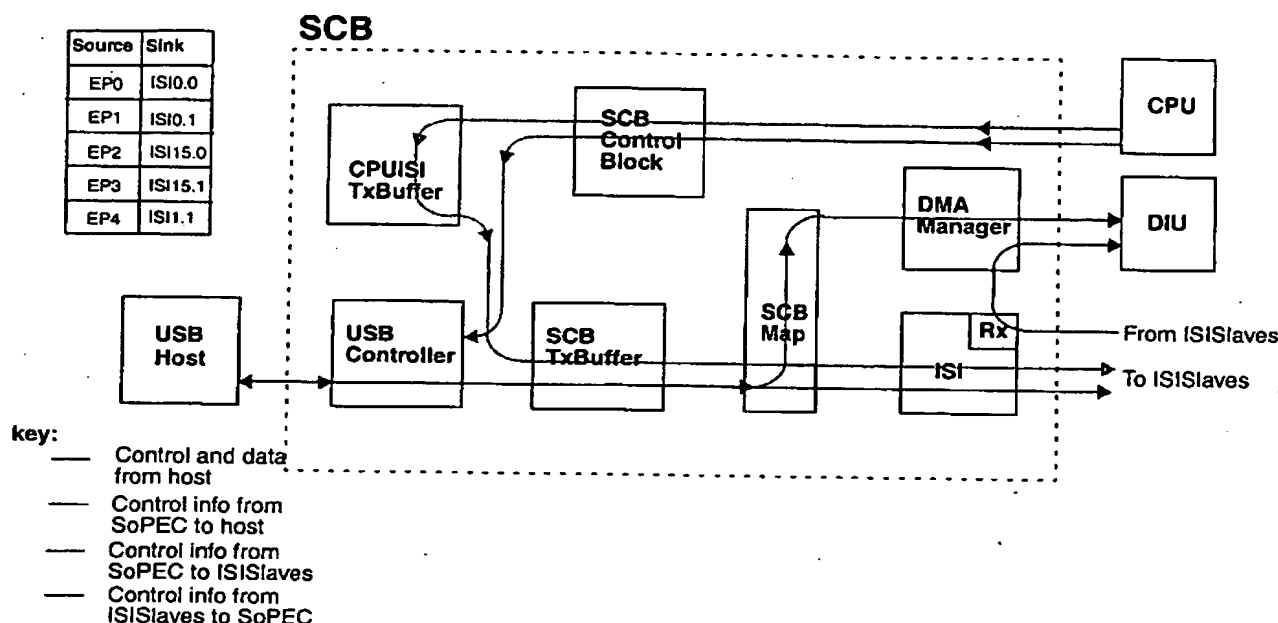 SCB
Source Sink
EP0 ISI0.0
EP1 ISI0.1
EP2 ISI15.0
EP3 ISI15.1
EP4 ISI1.1
CPUISI
TxBuffer
SCB
Control
Block
CPU
DMA
Manager
DIU
USB
Host
USB
Controller
SCB
TxBuffer
SCB
Map
Rx
ISI
From ISISlaves
To ISISlaves
key:
Control and data
from host
Control info from
SoPEC to host
Control info from
SoPEC to ISISlaves
Control info from
ISISlaves to SoPEC